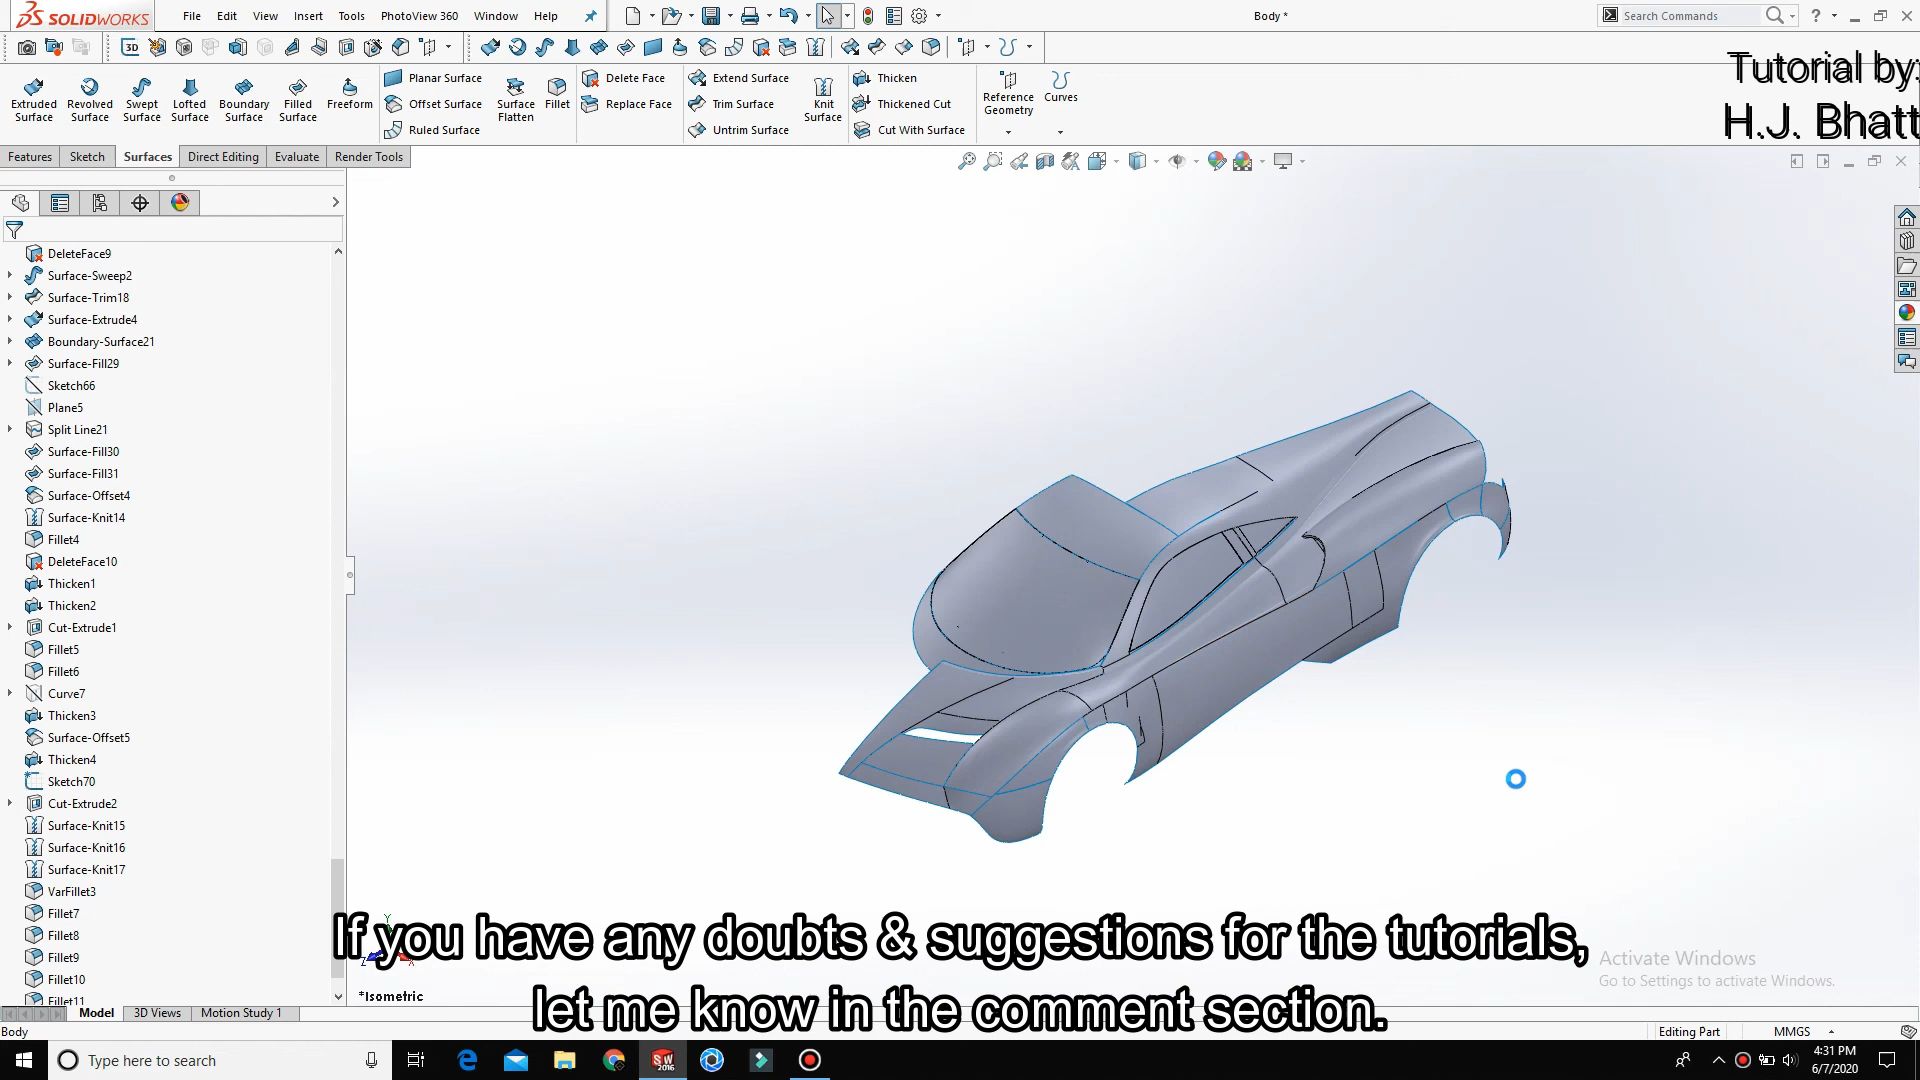 SOLIDWORKS
File Edit View Insert Tools PhotoView 360 Window Help
Body *
Search Commands
Tutorial by:
H.J. Bhatt
Extruded Surface
Revolved Surface
Swept Surface
Lofted Surface
Boundary Surface
Filled Surface
Freeform
Planar Surface
Offset Surface
Ruled Surface
Surface Flatten
Fillet
Delete Face
Replace Face
Extend Surface
Trim Surface
Untrim Surface
Knit Surface
Thicken
Thickened Cut
Cut With Surface
Reference Geometry
Curves
Features Sketch Surfaces Direct Editing Evaluate Render Tools
DeleteFace9
Surface-Sweep2
Surface-Trim18
Surface-Extrude4
Boundary-Surface21
Surface-Fill29
Sketch66
Plane5
Split Line21
Surface-Fill30
Surface-Fill31
Surface-Offset4
Surface-Knit14
Fillet4
DeleteFace10
Thicken1
Thicken2
Cut-Extrude1
Fillet5
Fillet6
Curve7
Thicken3
Surface-Offset5
Thicken4
Sketch70
Cut-Extrude2
Surface-Knit15
Surface-Knit16
Surface-Knit17
VarFillet3
Fillet7
Fillet8
Fillet9
Fillet10
Fillet11
If you have any doubts & suggestions for the tutorials,
let me know in the comment section.
*Isometric
Activate Windows
Go to Settings to activate Windows.
Model 3D Views Motion Study 1
Body
Editing Part MMGS
Type here to search
4:31 PM
6/7/2020